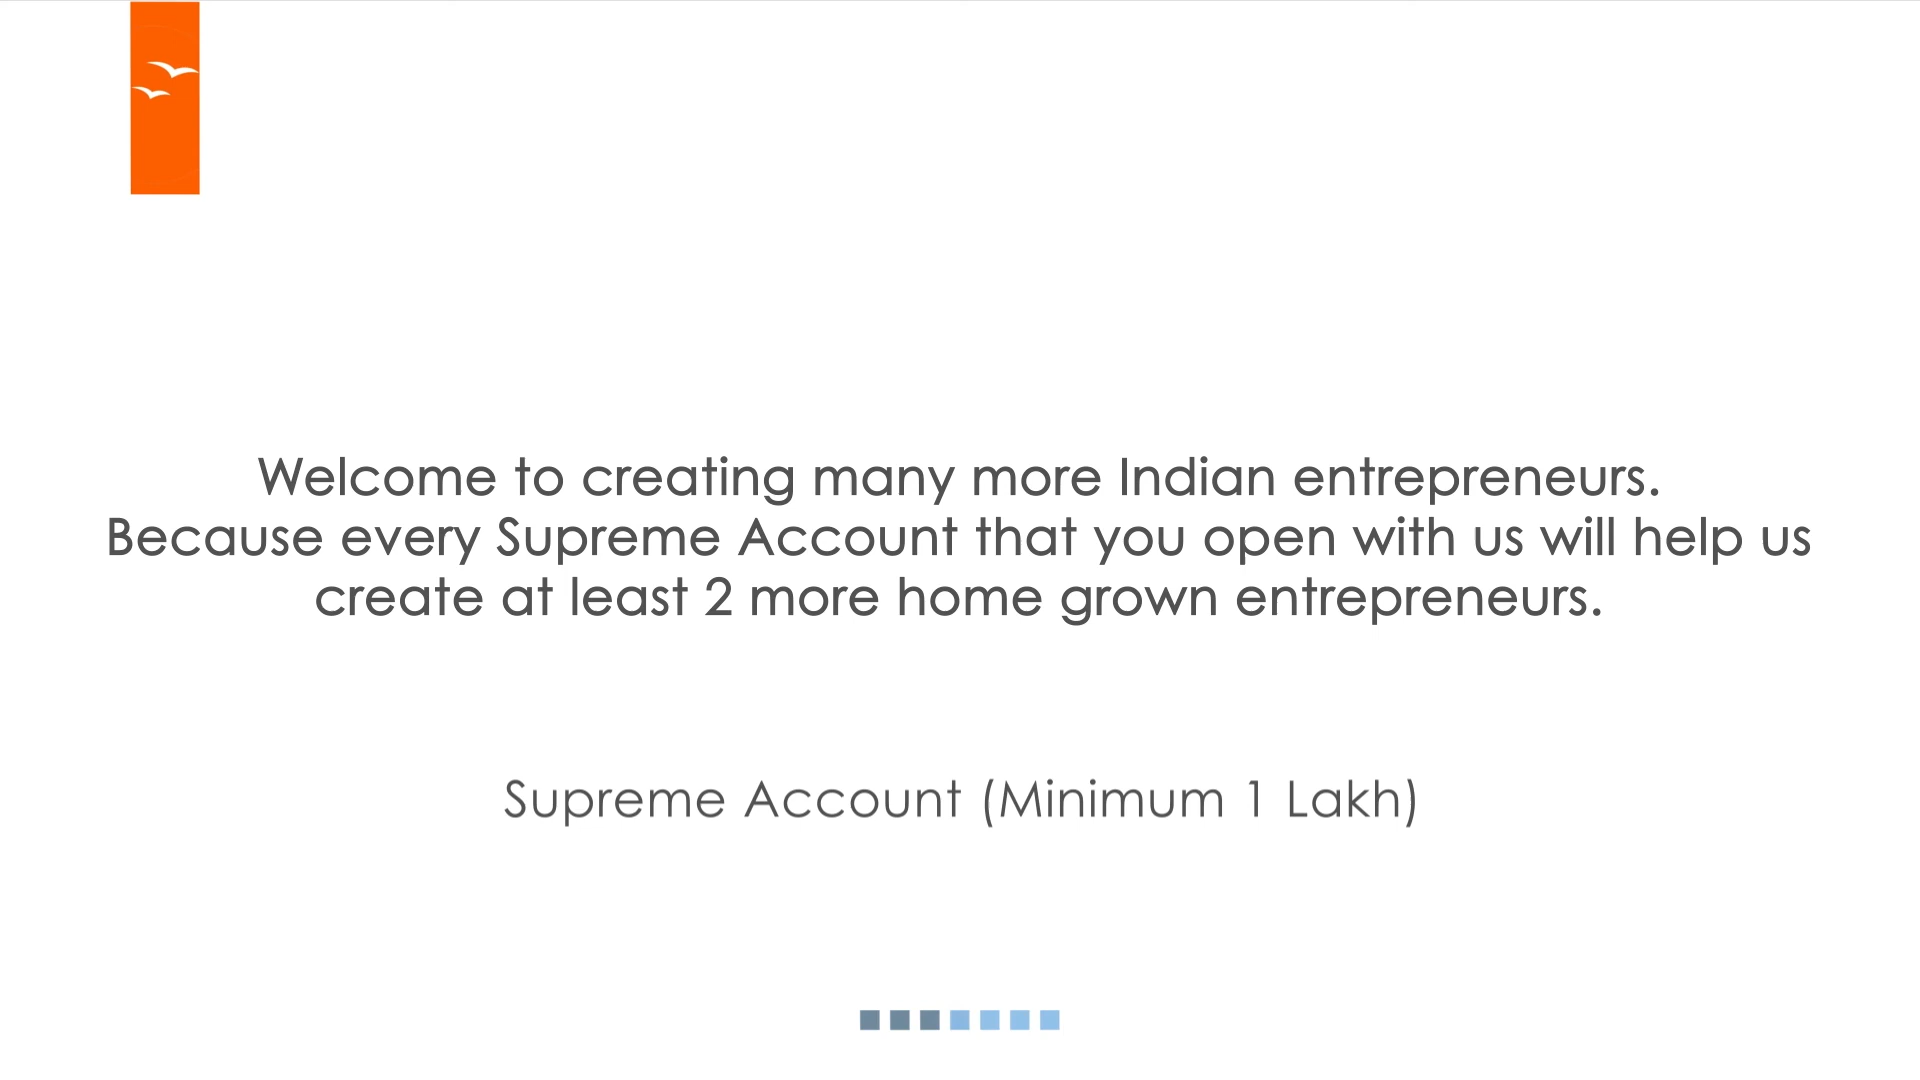 Welcome to creating many more Indian entrepreneurs.
Because every Supreme Account that you open with us will help us
create at least 2 more home grown entrepreneurs.
Supreme Account (Minimum 1 Lakh)